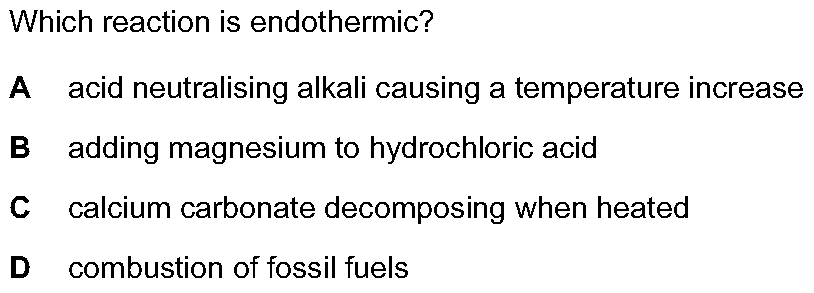 Which reaction is endothermic?
A acid neutralising alkali causing a temperature increase
B adding magnesium to hydrochloric acid
C calcium carbonate decomposing when heated
D combustion of fossil fuels